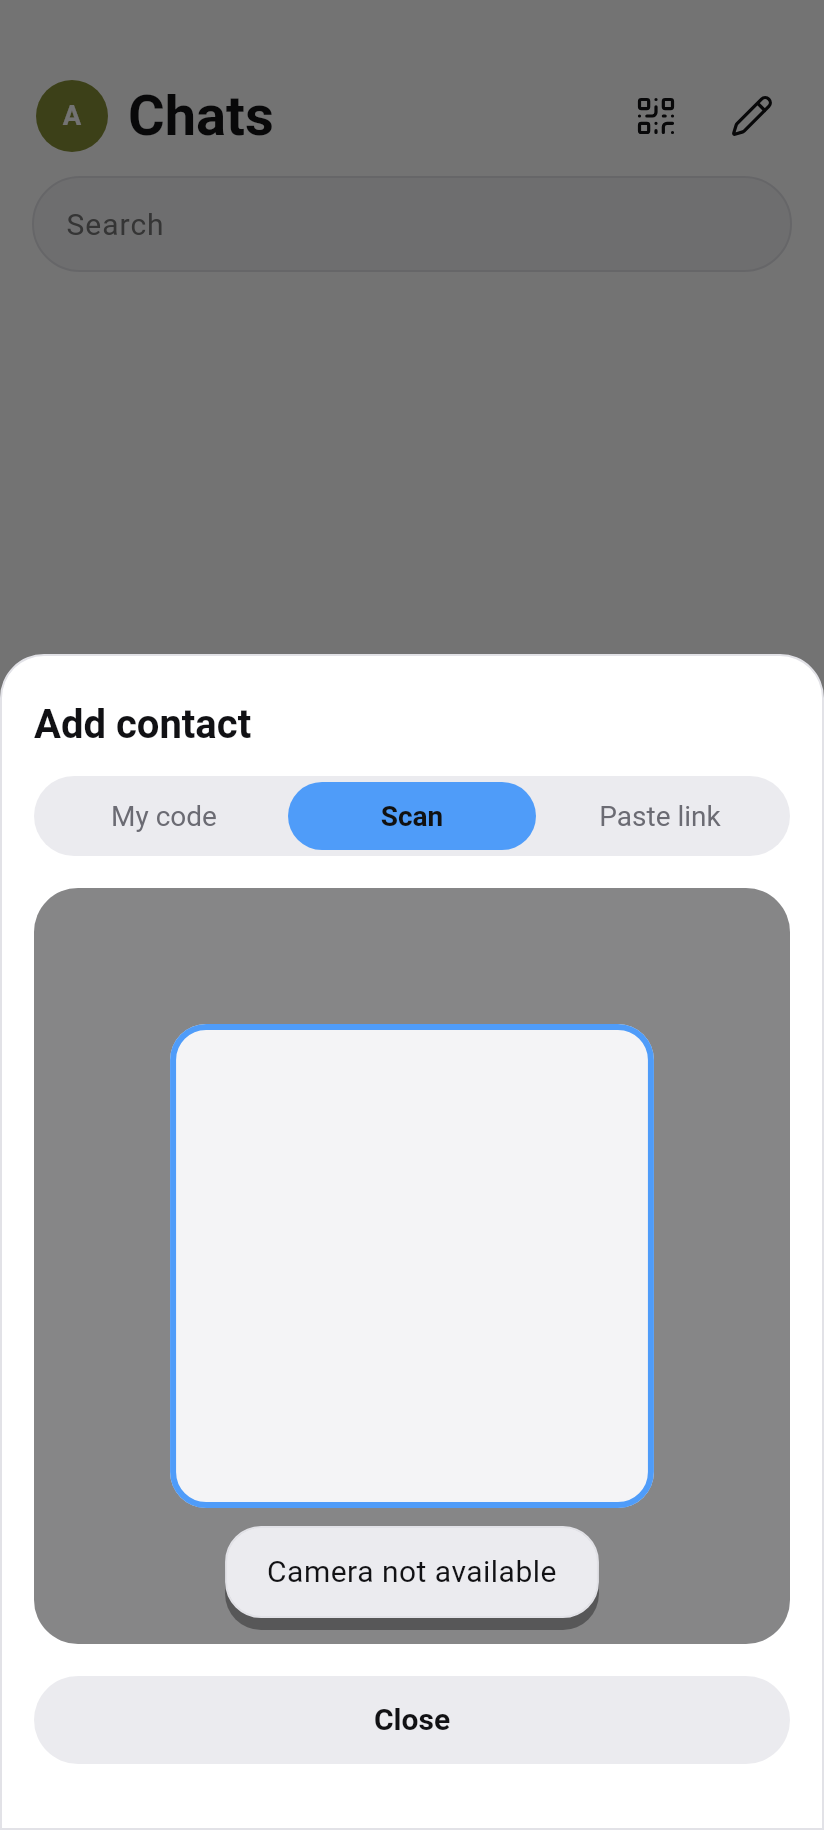 A
Chats
Search
Add contact
My code
Scan
Paste link
Camera not available
Close